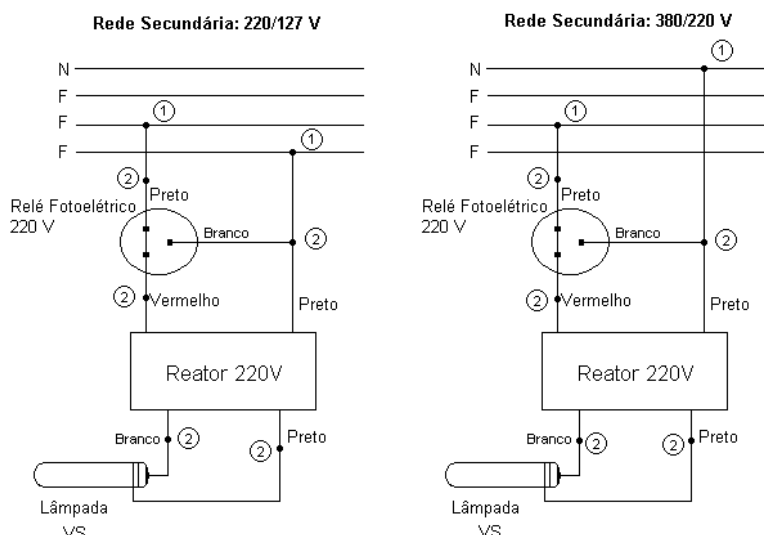 Rede Secundária: 220/127 V
N
F
F
F
1
1
2
Preto
Relé Fotoelétrico
220 V
Branco
2
2
Vermelho
Preto
Reator 220V
Branco
2
2
Preto
Lâmpada
VS
Rede Secundária: 380/220 V
1
N
F
F
F
1
2
Preto
Relé Fotoelétrico
220 V
Branco
2
2
Vermelho
Preto
Reator 220V
Branco
2
2
Preto
Lâmpada
VS